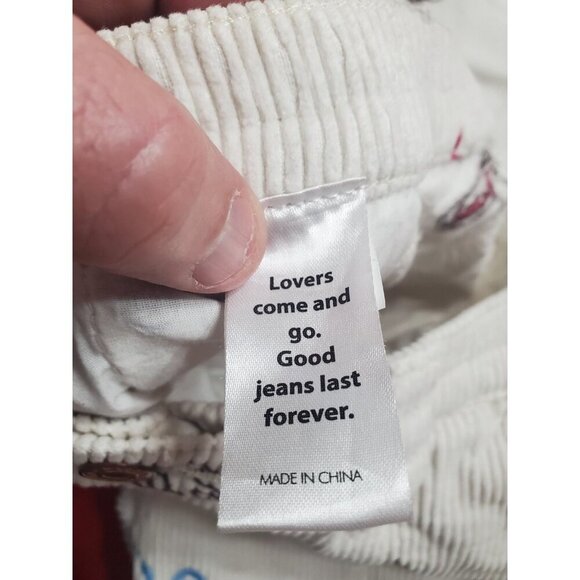 Lovers
come and
go.
Good
jeans last
forever.
MADE IN CHINA